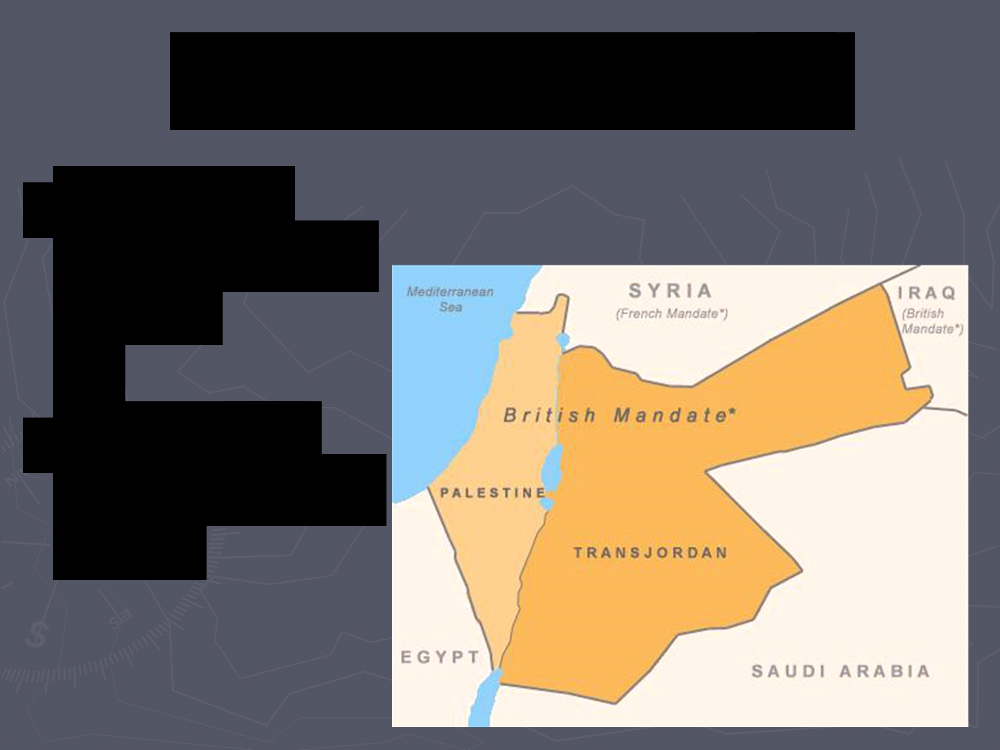 Mediterranean
Sea
SYRIA
(French Mandate*)
IRAQ
(British
Mandate*)
British Mandate*
PALESTINE
TRANSJORDAN
EGYPT
SAUDI ARABIA